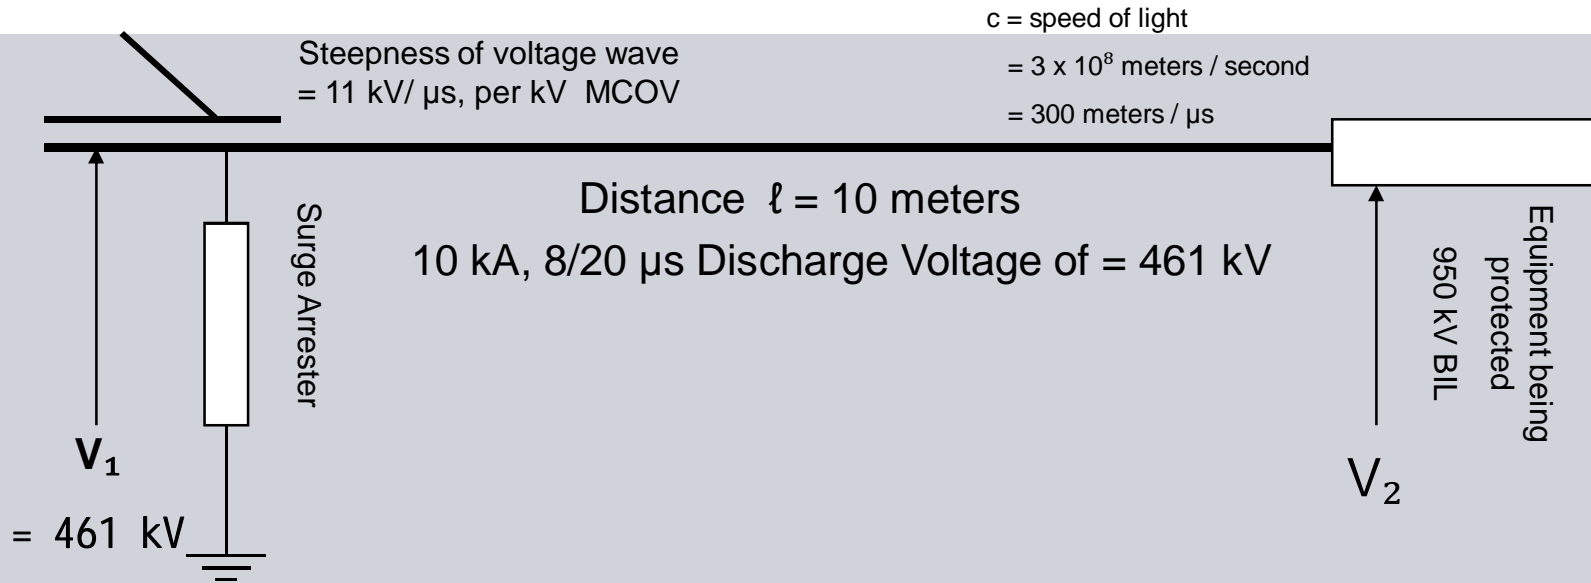 c = speed of light
= 3 x 10⁸ meters / second
= 300 meters / µs
Steepness of voltage wave
= 11 kV/ µs, per kV  MCOV
Distance  ℓ = 10 meters
10 kA, 8/20 µs Discharge Voltage of = 461 kV
Surge Arrester
Equipment being
protected
950 kV BIL
V₁
= 461 kV
V₂